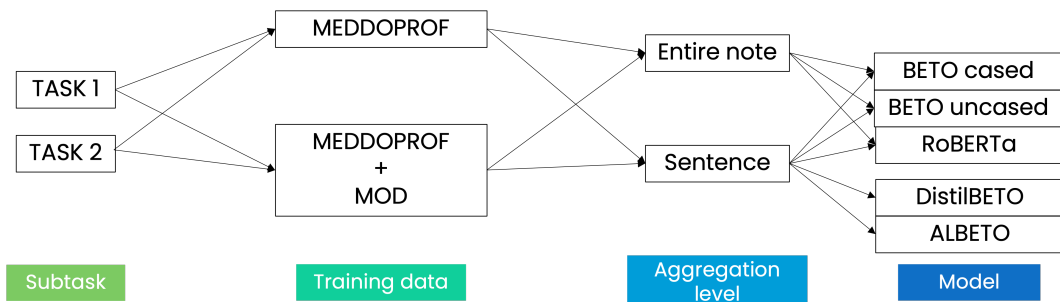 TASK 1
TASK 2
MEDDOPROF
MEDDOPROF
+
MOD
Entire note
Sentence
BETO cased
BETO uncased
RoBERTa
DistilBETO
ALBETO
Subtask
Training data
Aggregation
level
Model